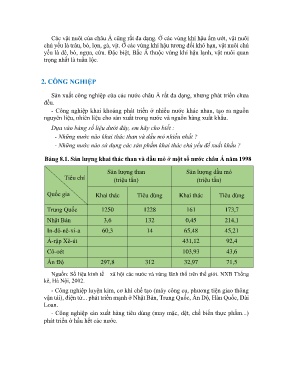 Các vật nuôi của châu Á cũng rất đa dạng. Ở các vùng khí hậu ẩm ướt, vật nuôi
chủ yếu là trâu, bò, lợn, gà, vịt. Ở các vùng khí hậu tương đối khô hạn, vật nuôi chủ
yếu là dê, bò, ngựa, cừu. Đặc biệt, Bắc Á thuộc vùng khí hậu lạnh, vật nuôi quan
trọng nhất là tuần lộc.
2. CÔNG NGHIỆP
Sản xuất công nghiệp của các nước châu Á rất đa dạng, nhưng phát triển chưa
đều.
- Công nghiệp khai khoáng phát triển ở nhiều nước khác nhau, tạo ra nguồn
nguyên liệu, nhiên liệu cho sản xuất trong nước và nguồn hàng xuất khẩu.
Dựa vào bảng số liệu dưới đây, em hãy cho biết :
- Những nước nào khai thác than và dầu mỏ nhiều nhất ?
- Những nước nào sử dụng các sản phẩm khai thác chủ yếu để xuất khẩu ?
Bảng 8.1. Sản lượng khai thác than và dầu mỏ ở một số nước châu Á năm 1998
Tiêu chí
Quốc gia
Sản lượng than
(triệu tấn)
Sản lượng dầu mỏ
(triệu tấn)
Khai thác Tiêu dùng Khai thác Tiêu dùng
Trung Quốc 1250 1228 161 173,7
Nhật Bản 3,6 132 0,45 214,1
In-đô-nê-xi-a 60,3 14 65,48 45,21
A-rập Xê-út 431,12 92,4
Cô-oét 103,93 43,6
Ấn Độ 297,8 312 32,97 71,5
Nguồn: Số liệu kinh tế - xã hội các nước và vùng lãnh thổ trên thế giới. NXB Thống
kê, Hà Nội, 2002.
- Công nghiệp luyện kim, cơ khí chế tạo (máy công cụ, phương tiện giao thông
vận tải), điện tử... phát triển mạnh ở Nhật Bản, Trung Quốc, Ấn Độ, Hàn Quốc, Đài
Loan.
- Công nghiệp sản xuất hàng tiêu dùng (may mặc, dệt, chế biến thực phẩm...)
phát triển ở hầu hết các nước.